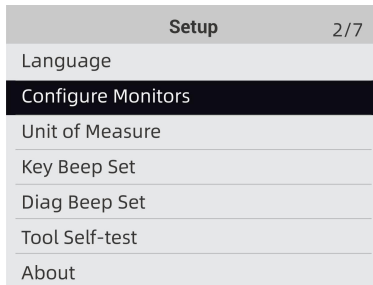 Setup 2/7
Language
Configure Monitors
Unit of Measure
Key Beep Set
Diag Beep Set
Tool Self-test
About